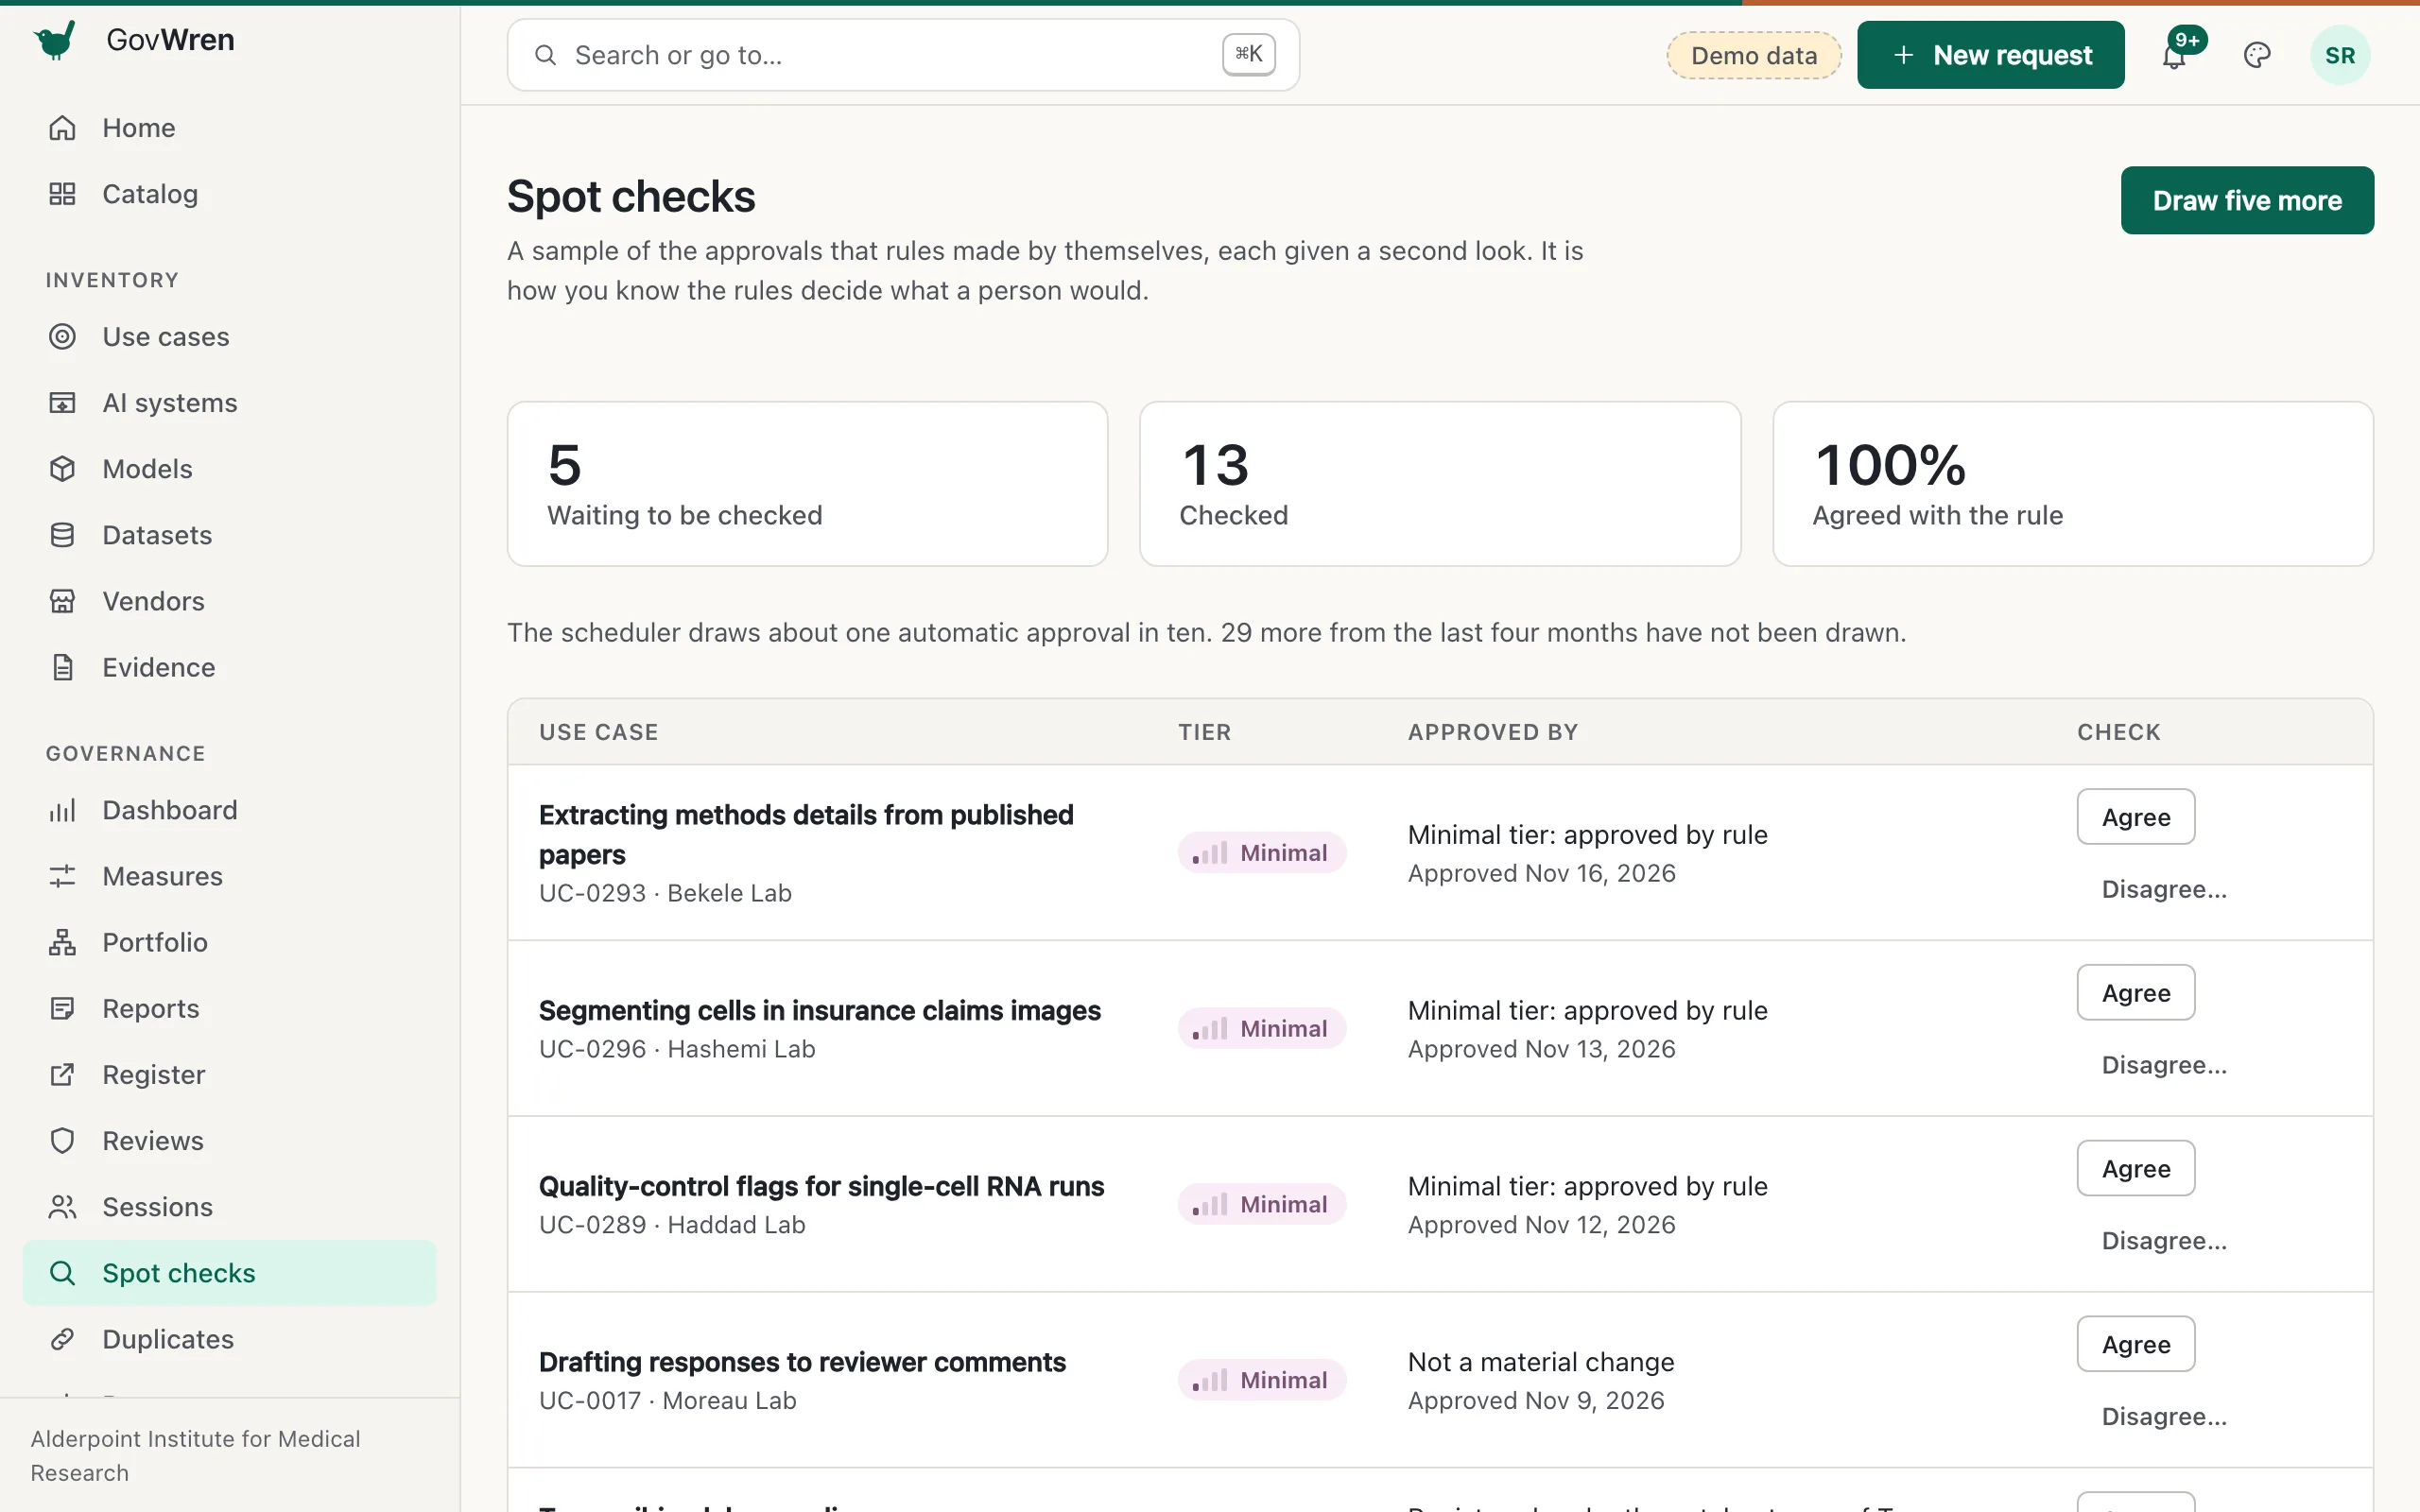 GovWren
Search or go to...
⌘K
Demo data
+ New request
9+
SR
Home
Catalog
INVENTORY
Use cases
AI systems
Models
Datasets
Vendors
Evidence
GOVERNANCE
Dashboard
Measures
Portfolio
Reports
Register
Reviews
Sessions
Spot checks
Duplicates
Alderpoint Institute for Medical
Research
Spot checks
Draw five more
A sample of the approvals that rules made by themselves, each given a second look. It is
how you know the rules decide what a person would.
5
Waiting to be checked
13
Checked
100%
Agreed with the rule
The scheduler draws about one automatic approval in ten. 29 more from the last four months have not been drawn.
USE CASE TIER APPROVED BY CHECK
Extracting methods details from published
papers
UC-0293 · Bekele Lab
Minimal
Minimal tier: approved by rule
Approved Nov 16, 2026
Agree
Disagree...
Segmenting cells in insurance claims images
UC-0296 · Hashemi Lab
Minimal
Minimal tier: approved by rule
Approved Nov 13, 2026
Agree
Disagree...
Quality-control flags for single-cell RNA runs
UC-0289 · Haddad Lab
Minimal
Minimal tier: approved by rule
Approved Nov 12, 2026
Agree
Disagree...
Drafting responses to reviewer comments
UC-0017 · Moreau Lab
Minimal
Not a material change
Approved Nov 9, 2026
Agree
Disagree...